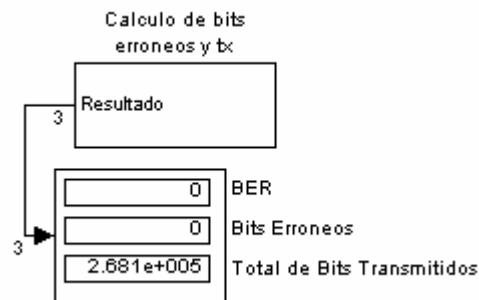 Calculo de bits
erroneos y tx
Resultado
3
3
0 BER
0 Bits Erroneos
2.681e+005 Total de Bits Transmitidos